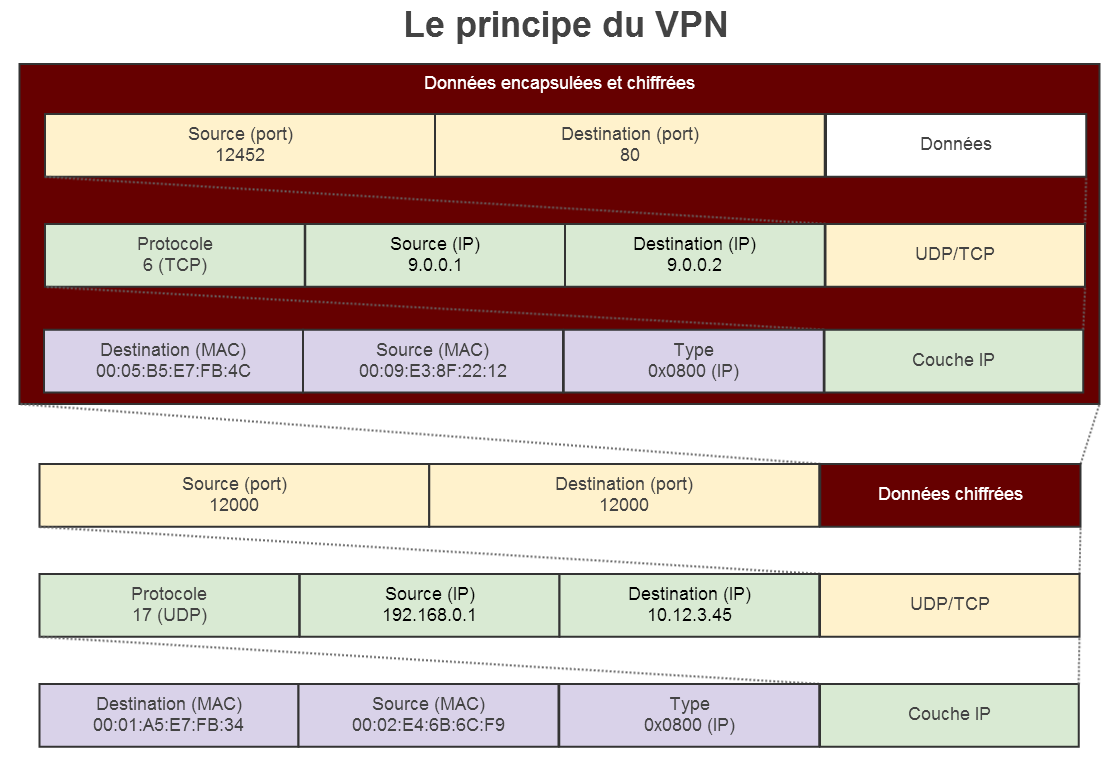 Le principe du VPN
Données encapsulées et chiffrées
Source (port)
12452
Destination (port)
80
Données
Protocole
6 (TCP)
Source (IP)
9.0.0.1
Destination (IP)
9.0.0.2
UDP/TCP
Destination (MAC)
00:05:B5:E7:FB:4C
Source (MAC)
00:09:E3:8F:22:12
Type
0x0800 (IP)
Couche IP
Source (port)
12000
Destination (port)
12000
Données chiffrées
Protocole
17 (UDP)
Source (IP)
192.168.0.1
Destination (IP)
10.12.3.45
UDP/TCP
Destination (MAC)
00:01:A5:E7:FB:34
Source (MAC)
00:02:E4:6B:6C:F9
Type
0x0800 (IP)
Couche IP